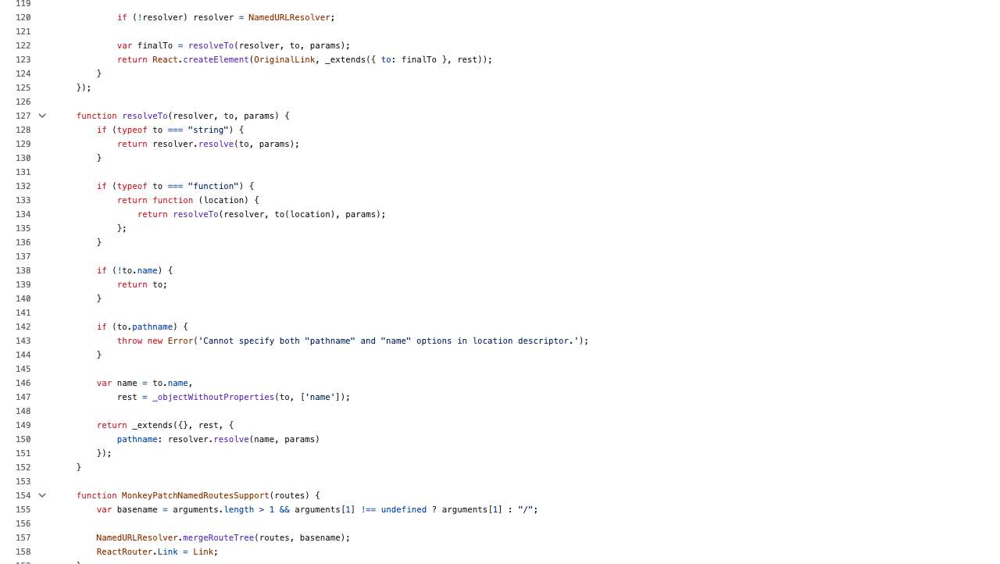 119
120 if (!resolver) resolver = NamedURLResolver;
121
122 var finalTo = resolveTo(resolver, to, params);
123 return React.createElement(OriginalLink, _extends({ to: finalTo }, rest));
124 }
125 });
126
127 function resolveTo(resolver, to, params) {
128 if (typeof to === "string") {
129 return resolver.resolve(to, params);
130 }
131
132 if (typeof to === "function") {
133 return function (location) {
134 return resolveTo(resolver, to(location), params);
135 };
136 }
137
138 if (!to.name) {
139 return to;
140 }
141
142 if (to.pathname) {
143 throw new Error('Cannot specify both "pathname" and "name" options in location descriptor.');
144 }
145
146 var name = to.name,
147 rest = _objectWithoutProperties(to, ['name']);
148
149 return _extends({}, rest, {
150 pathname: resolver.resolve(name, params)
151 });
152 }
153
154 function MonkeyPatchNamedRoutesSupport(routes) {
155 var basename = arguments.length > 1 && arguments[1] !== undefined ? arguments[1] : "/";
156
157 NamedURLResolver.mergeRouteTree(routes, basename);
158 ReactRouter.Link = Link;
159 }